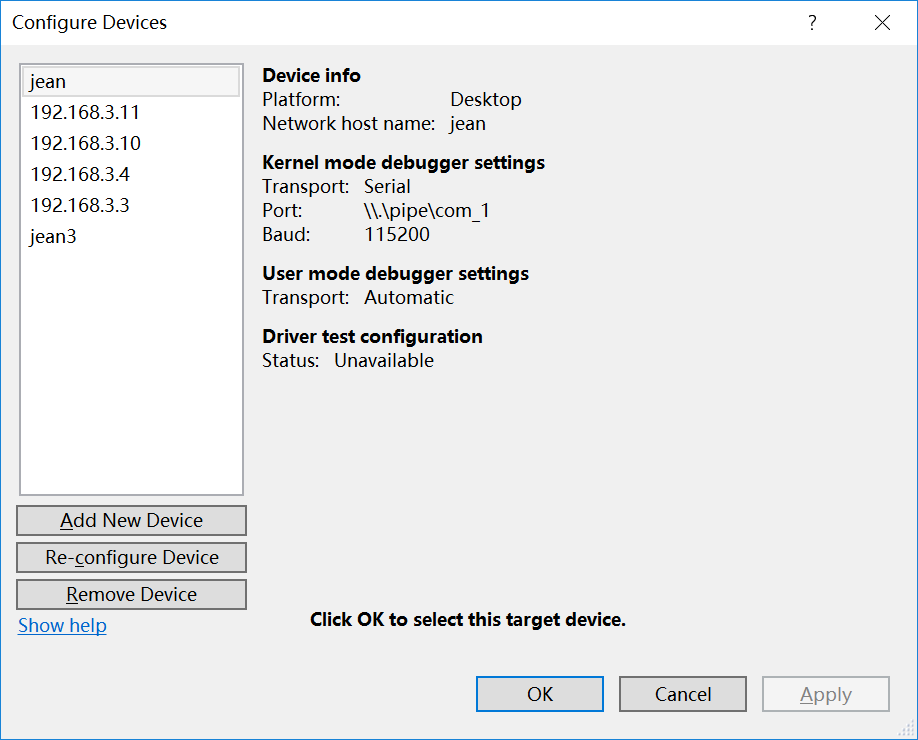 Configure Devices
?
jean
192.168.3.11
192.168.3.10
192.168.3.4
192.168.3.3
jean3
Add New Device
Re-configure Device
Remove Device
Show help
Device info
Platform: Desktop
Network host name: jean
Kernel mode debugger settings
Transport: Serial
Port: \\.\pipe\com_1
Baud: 115200
User mode debugger settings
Transport: Automatic
Driver test configuration
Status: Unavailable
Click OK to select this target device.
OK Cancel Apply